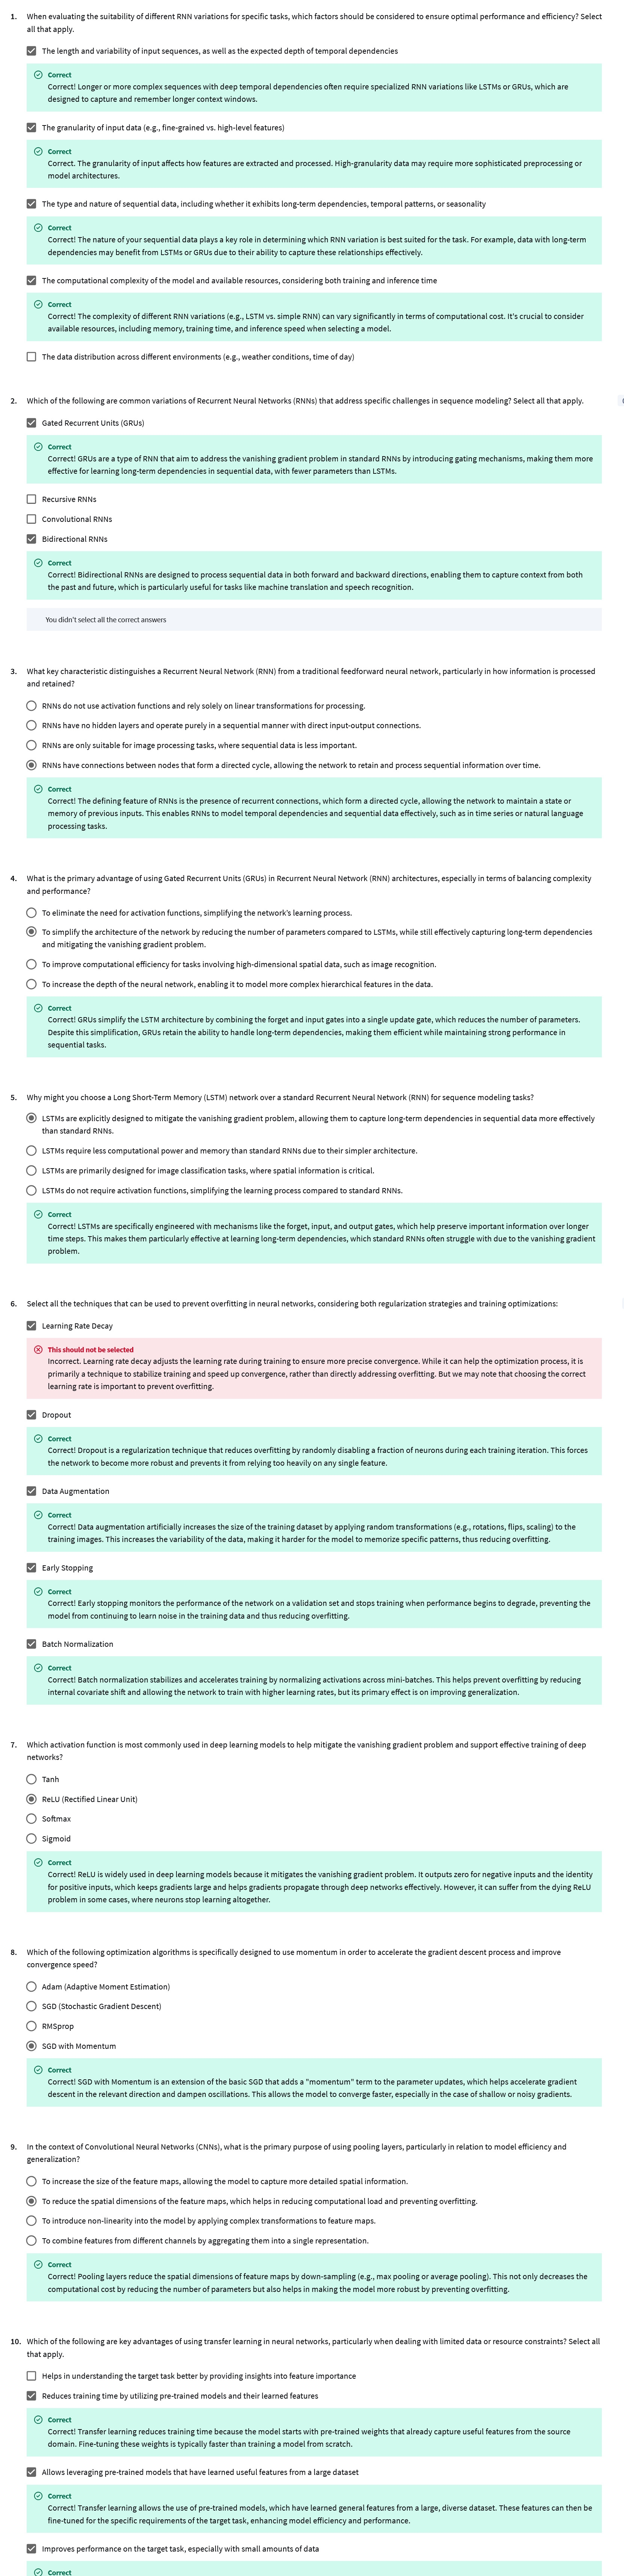 1. When evaluating the suitability of different RNN variations for specific tasks, which factors should be considered to ensure optimal performance and efficiency? Select
all that apply.
The length and variability of input sequences, as well as the expected depth of temporal dependencies
Correct
Correct! Longer or more complex sequences with deep temporal dependencies often require specialized RNN variations like LSTMs or GRUs, which are
designed to capture and remember longer context windows.
The granularity of input data (e.g., fine-grained vs. high-level features)
Correct
Correct. The granularity of input affects how features are extracted and processed. High-granularity data may require more sophisticated preprocessing or
model architectures.
The type and nature of sequential data, including whether it exhibits long-term dependencies, temporal patterns, or seasonality
Correct
Correct! The nature of your sequential data plays a key role in determining which RNN variation is best suited for the task. For example, data with long-term
dependencies may benefit from LSTMs or GRUs due to their ability to capture these relationships effectively.
The computational complexity of the model and available resources, considering both training and inference time
Correct
Correct! The complexity of different RNN variations (e.g., LSTM vs. simple RNN) can vary significantly in terms of computational cost. It's crucial to consider
available resources, including memory, training time, and inference speed when selecting a model.
The data distribution across different environments (e.g., weather conditions, time of day)
2. Which of the following are common variations of Recurrent Neural Networks (RNNs) that address specific challenges in sequence modeling? Select all that apply.
Gated Recurrent Units (GRUs)
Correct
Correct! GRUs are a type of RNN that aim to address the vanishing gradient problem in standard RNNs by introducing gating mechanisms, making them more
effective for learning long-term dependencies in sequential data, with fewer parameters than LSTMs.
Recursive RNNs
Convolutional RNNs
Bidirectional RNNs
Correct
Correct! Bidirectional RNNs are designed to process sequential data in both forward and backward directions, enabling them to capture context from both
the past and future, which is particularly useful for tasks like machine translation and speech recognition.
You didn't select all the correct answers
3. What key characteristic distinguishes a Recurrent Neural Network (RNN) from a traditional feedforward neural network, particularly in how information is processed
and retained?
RNNs do not use activation functions and rely solely on linear transformations for processing.
RNNs have no hidden layers and operate purely in a sequential manner with direct input-output connections.
RNNs are only suitable for image processing tasks, where sequential data is less important.
RNNs have connections between nodes that form a directed cycle, allowing the network to retain and process sequential information over time.
Correct
Correct! The defining feature of RNNs is the presence of recurrent connections, which form a directed cycle, allowing the network to maintain a state or
memory of previous inputs. This enables RNNs to model temporal dependencies and sequential data effectively, such as in time series or natural language
processing tasks.
4. What is the primary advantage of using Gated Recurrent Units (GRUs) in Recurrent Neural Network (RNN) architectures, especially in terms of balancing complexity
and performance?
To eliminate the need for activation functions, simplifying the network's learning process.
To simplify the architecture of the network by reducing the number of parameters compared to LSTMs, while still effectively capturing long-term dependencies
and mitigating the vanishing gradient problem.
To improve computational efficiency for tasks involving high-dimensional spatial data, such as image recognition.
To increase the depth of the neural network, enabling it to model more complex hierarchical features in the data.
Correct
Correct! GRUs simplify the LSTM architecture by combining the forget and input gates into a single update gate, which reduces the number of parameters.
Despite this simplification, GRUs retain the ability to handle long-term dependencies, making them efficient while maintaining strong performance in
sequential tasks.
5. Why might you choose a Long Short-Term Memory (LSTM) network over a standard Recurrent Neural Network (RNN) for sequence modeling tasks?
LSTMs are explicitly designed to mitigate the vanishing gradient problem, allowing them to capture long-term dependencies in sequential data more effectively
than standard RNNs.
LSTMs require less computational power and memory than standard RNNs due to their simpler architecture.
LSTMs are primarily designed for image classification tasks, where spatial information is critical.
LSTMs do not require activation functions, simplifying the learning process compared to standard RNNs.
Correct
Correct! LSTMs are specifically engineered with mechanisms like the forget, input, and output gates, which help preserve important information over longer
time steps. This makes them particularly effective at learning long-term dependencies, which standard RNNs often struggle with due to the vanishing gradient
problem.
6. Select all the techniques that can be used to prevent overfitting in neural networks, considering both regularization strategies and training optimizations:
Learning Rate Decay
This should not be selected
Incorrect. Learning rate decay adjusts the learning rate during training to ensure more precise convergence. While it can help the optimization process, it is
primarily a technique to stabilize training and speed up convergence, rather than directly addressing overfitting. But we may note that choosing the correct
learning rate is important to prevent overfitting.
Dropout
Correct
Correct! Dropout is a regularization technique that reduces overfitting by randomly disabling a fraction of neurons during each training iteration. This forces
the network to become more robust and prevents it from relying too heavily on any single feature.
Data Augmentation
Correct
Correct! Data augmentation artificially increases the size of the training dataset by applying random transformations (e.g., rotations, flips, scaling) to the
training images. This increases the variability of the data, making it harder for the model to memorize specific patterns, thus reducing overfitting.
Early Stopping
Correct
Correct! Early stopping monitors the performance of the network on a validation set and stops training when performance begins to degrade, preventing the
model from continuing to learn noise in the training data and thus reducing overfitting.
Batch Normalization
Correct
Correct! Batch normalization stabilizes and accelerates training by normalizing activations across mini-batches. This helps prevent overfitting by reducing
internal covariate shift and allowing the network to train with higher learning rates, but its primary effect is on improving generalization.
7. Which activation function is most commonly used in deep learning models to help mitigate the vanishing gradient problem and support effective training of deep
networks?
Tanh
ReLU (Rectified Linear Unit)
Softmax
Sigmoid
Correct
Correct! ReLU is widely used in deep learning models because it mitigates the vanishing gradient problem. It outputs zero for negative inputs and the identity
for positive inputs, which keeps gradients large and helps gradients propagate through deep networks effectively. However, it can suffer from the dying ReLU
problem in some cases, where neurons stop learning altogether.
8. Which of the following optimization algorithms is specifically designed to use momentum in order to accelerate the gradient descent process and improve
convergence speed?
Adam (Adaptive Moment Estimation)
SGD (Stochastic Gradient Descent)
RMSprop
SGD with Momentum
Correct
Correct! SGD with Momentum is an extension of the basic SGD that adds a "momentum" term to the parameter updates, which helps accelerate gradient
descent in the relevant direction and dampen oscillations. This allows the model to converge faster, especially in the case of shallow or noisy gradients.
9. In the context of Convolutional Neural Networks (CNNs), what is the primary purpose of using pooling layers, particularly in relation to model efficiency and
generalization?
To increase the size of the feature maps, allowing the model to capture more detailed spatial information.
To reduce the spatial dimensions of the feature maps, which helps in reducing computational load and preventing overfitting.
To introduce non-linearity into the model by applying complex transformations to feature maps.
To combine features from different channels by aggregating them into a single representation.
Correct
Correct! Pooling layers reduce the spatial dimensions of feature maps by down-sampling (e.g., max pooling or average pooling). This not only decreases the
computational cost by reducing the number of parameters but also helps in making the model more robust by preventing overfitting.
10. Which of the following are key advantages of using transfer learning in neural networks, particularly when dealing with limited data or resource constraints? Select all
that apply.
Helps in understanding the target task better by providing insights into feature importance
Reduces training time by utilizing pre-trained models and their learned features
Correct
Correct! Transfer learning reduces training time because the model starts with pre-trained weights that already capture useful features from the source
domain. Fine-tuning these weights is typically faster than training a model from scratch.
Allows leveraging pre-trained models that have learned useful features from a large dataset
Correct
Correct! Transfer learning allows the use of pre-trained models, which have learned general features from a large, diverse dataset. These features can then be
fine-tuned for the specific requirements of the target task, enhancing model efficiency and performance.
Improves performance on the target task, especially with small amounts of data
Correct